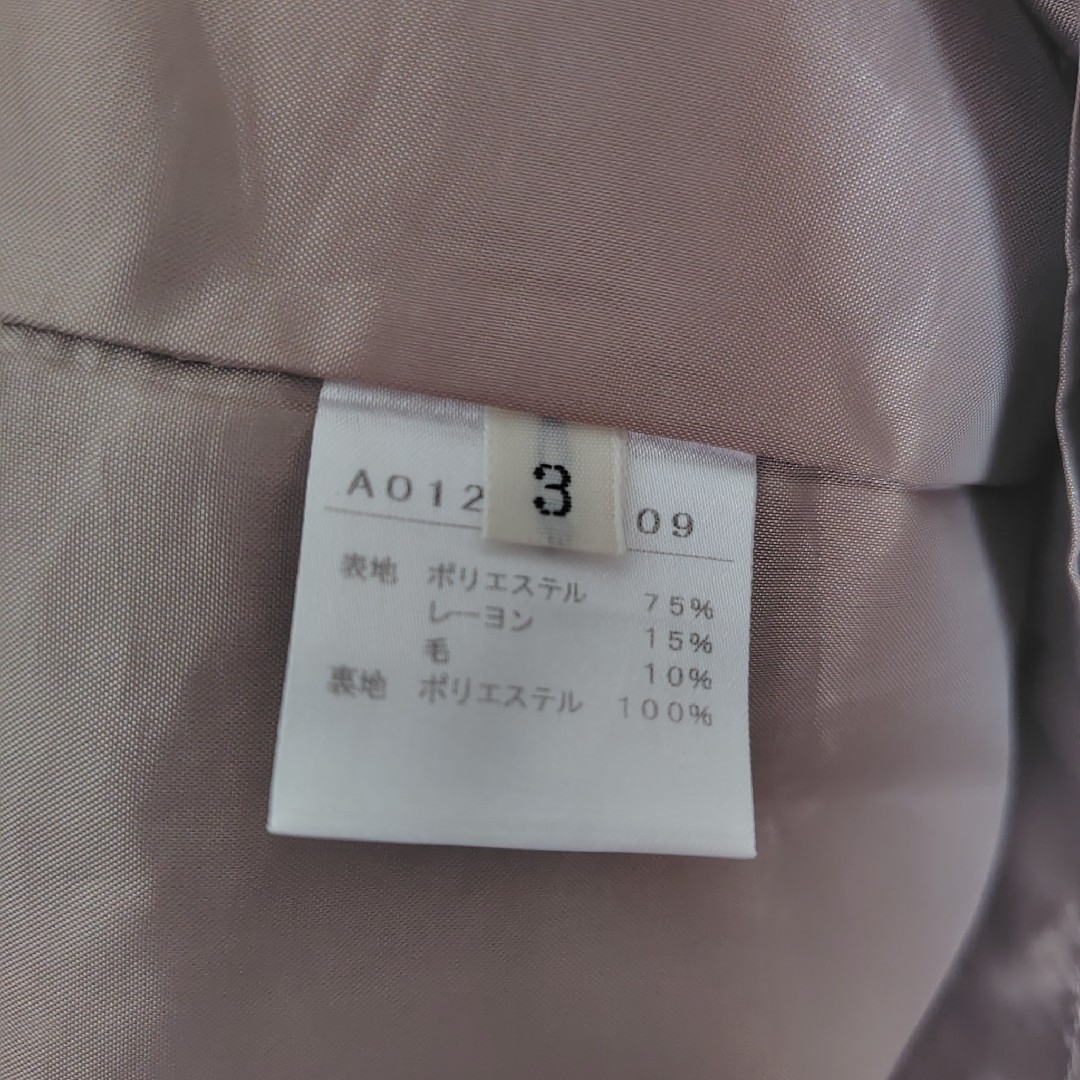 3
A012 09
表地 ポリエステル 75%
レーヨン 15%
毛 10%
裏地 ポリエステル 100%